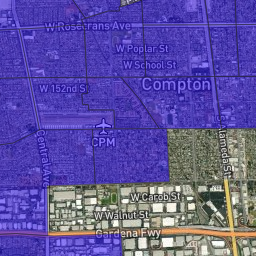 W Rosecrans Ave
W Poplar St
W School St
Compton
W 152nd St
CPM
Central Ave
S Alameda St
W Carob St
W Walnut St
Gardena Fwy